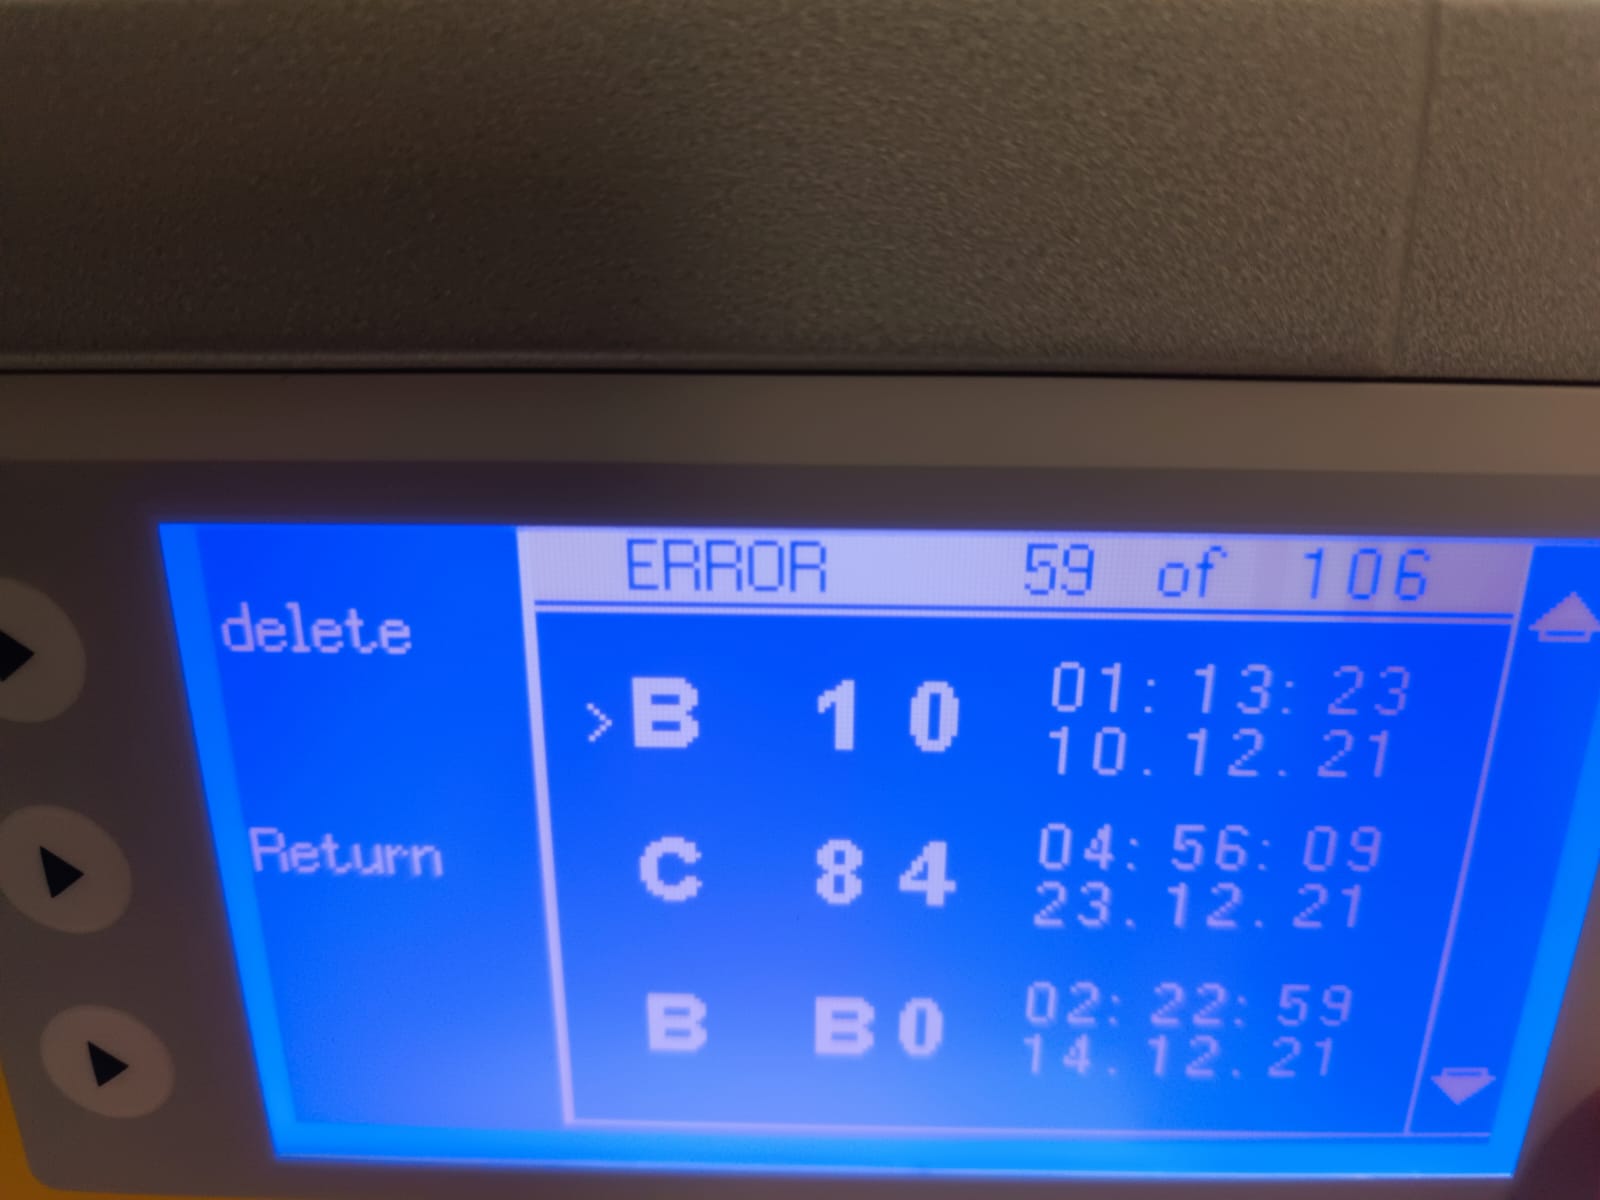 ERROR 59 of 106
delete
>B 10 01:13:23
10.12.21
Return
C 84 04:56:09
23.12.21
B B0 02:22:59
14.12.21